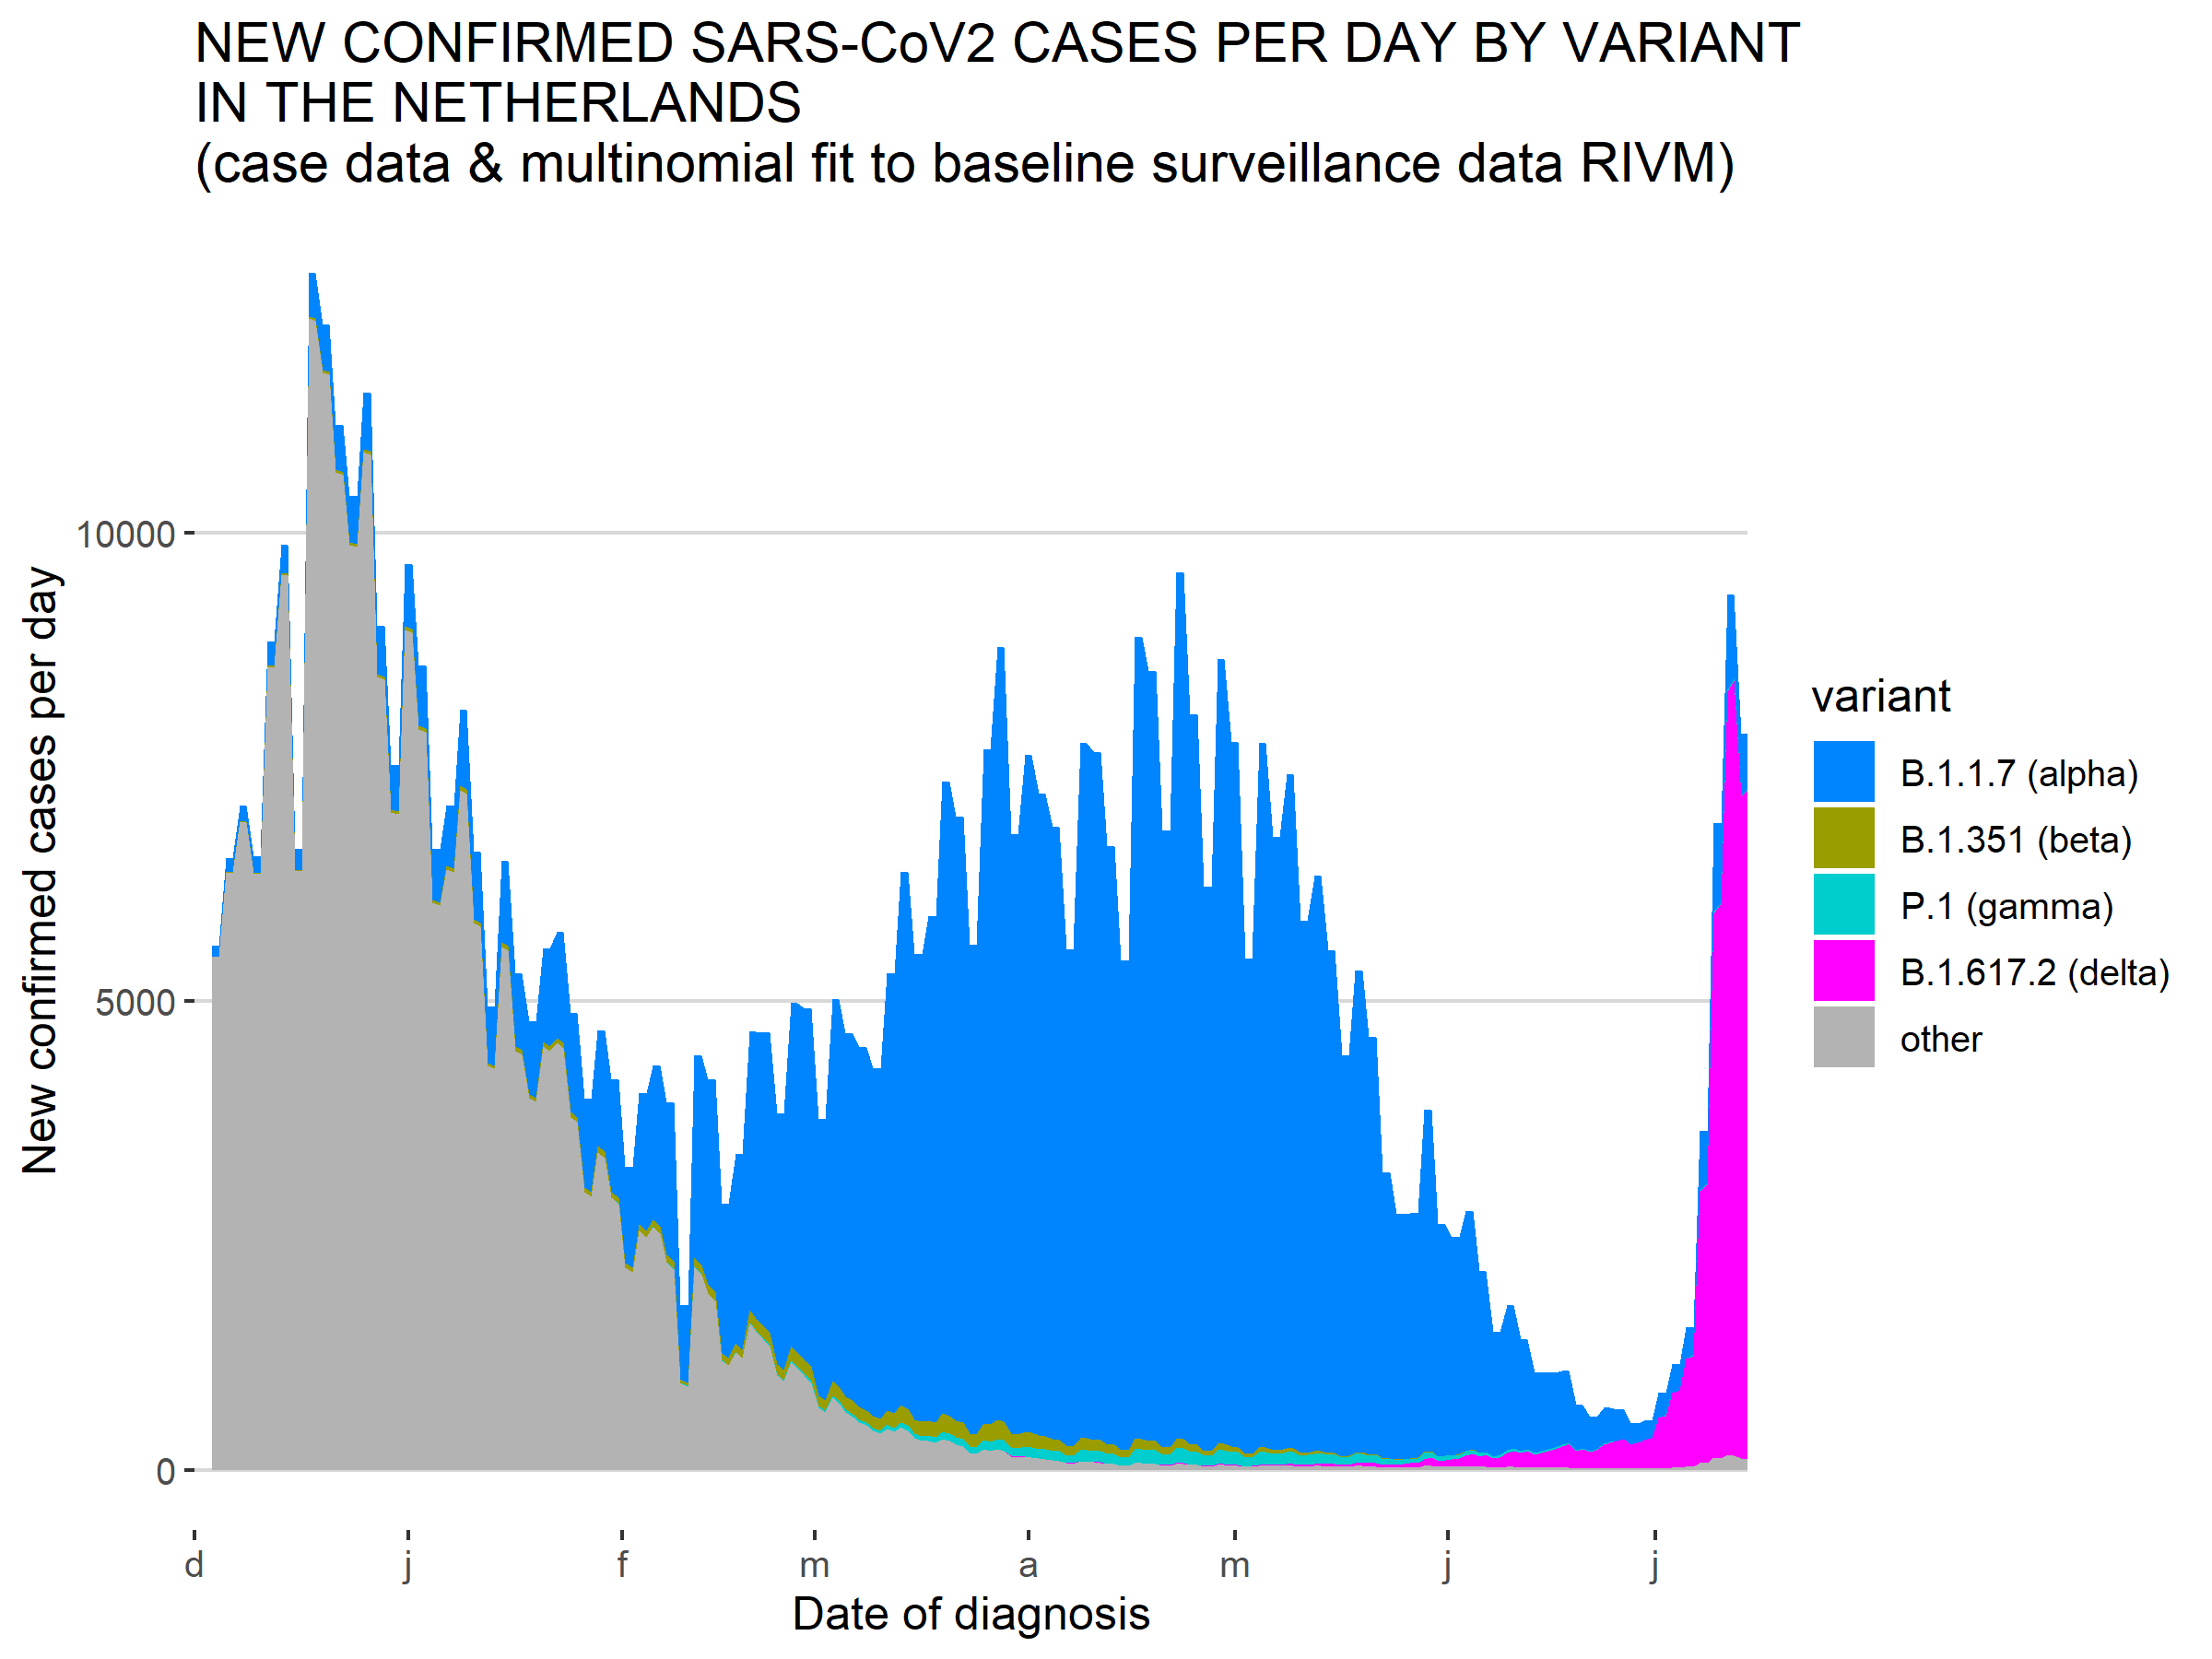 NEW CONFIRMED SARS-CoV2 CASES PER DAY BY VARIANT
IN THE NETHERLANDS
(case data & multinomial fit to baseline surveillance data RIVM)
New confirmed cases per day
10000
5000
0
d j f m a m j j
Date of diagnosis
variant
B.1.1.7 (alpha)
B.1.351 (beta)
P.1 (gamma)
B.1.617.2 (delta)
other